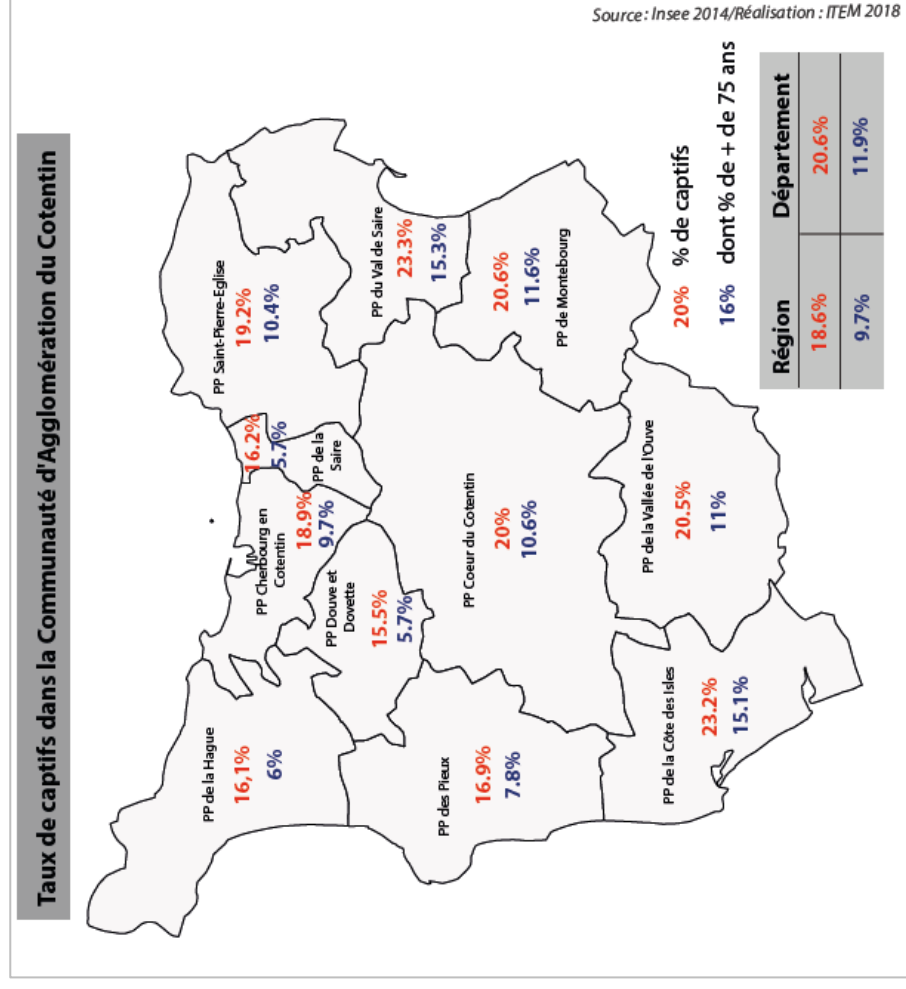 Source: Insee 2014/Réalisation : ITEM 2018
Taux de captifs dans la Communauté d'Agglomération du Cotentin
PP de la Hague
16,1%
6%
PP Cherbourg en
Cotentin
18.9%
9.7%
16.2%
5.7%
PP de la
Saire
PP Saint-Pierre-Eglise
19.2%
10.4%
PP du Val de Saire
23.3%
15.3%
PP Douve et
Dovette
15.5%
5.7%
PP des Pieux
16.9%
7.8%
PP Coeur du Cotentin
20%
10.6%
20.6%
11.6%
PP de Montebourg
PP de la Côte des Isles
23.2%
15.1%
PP de la Vallée de l'Ouve
20.5%
11%
20% % de captifs
16% dont % de + de 75 ans
Région Département
18.6% 20.6%
9.7% 11.9%